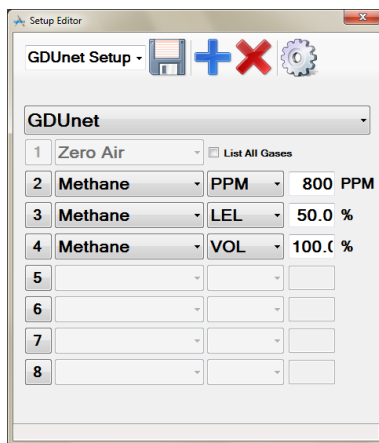 Setup Editor
GDUnet Setup
GDUnet
1 Zero Air List All Gases
2 Methane PPM 800 PPM
3 Methane LEL 50.0 %
4 Methane VOL 100.0 %
5
6
7
8